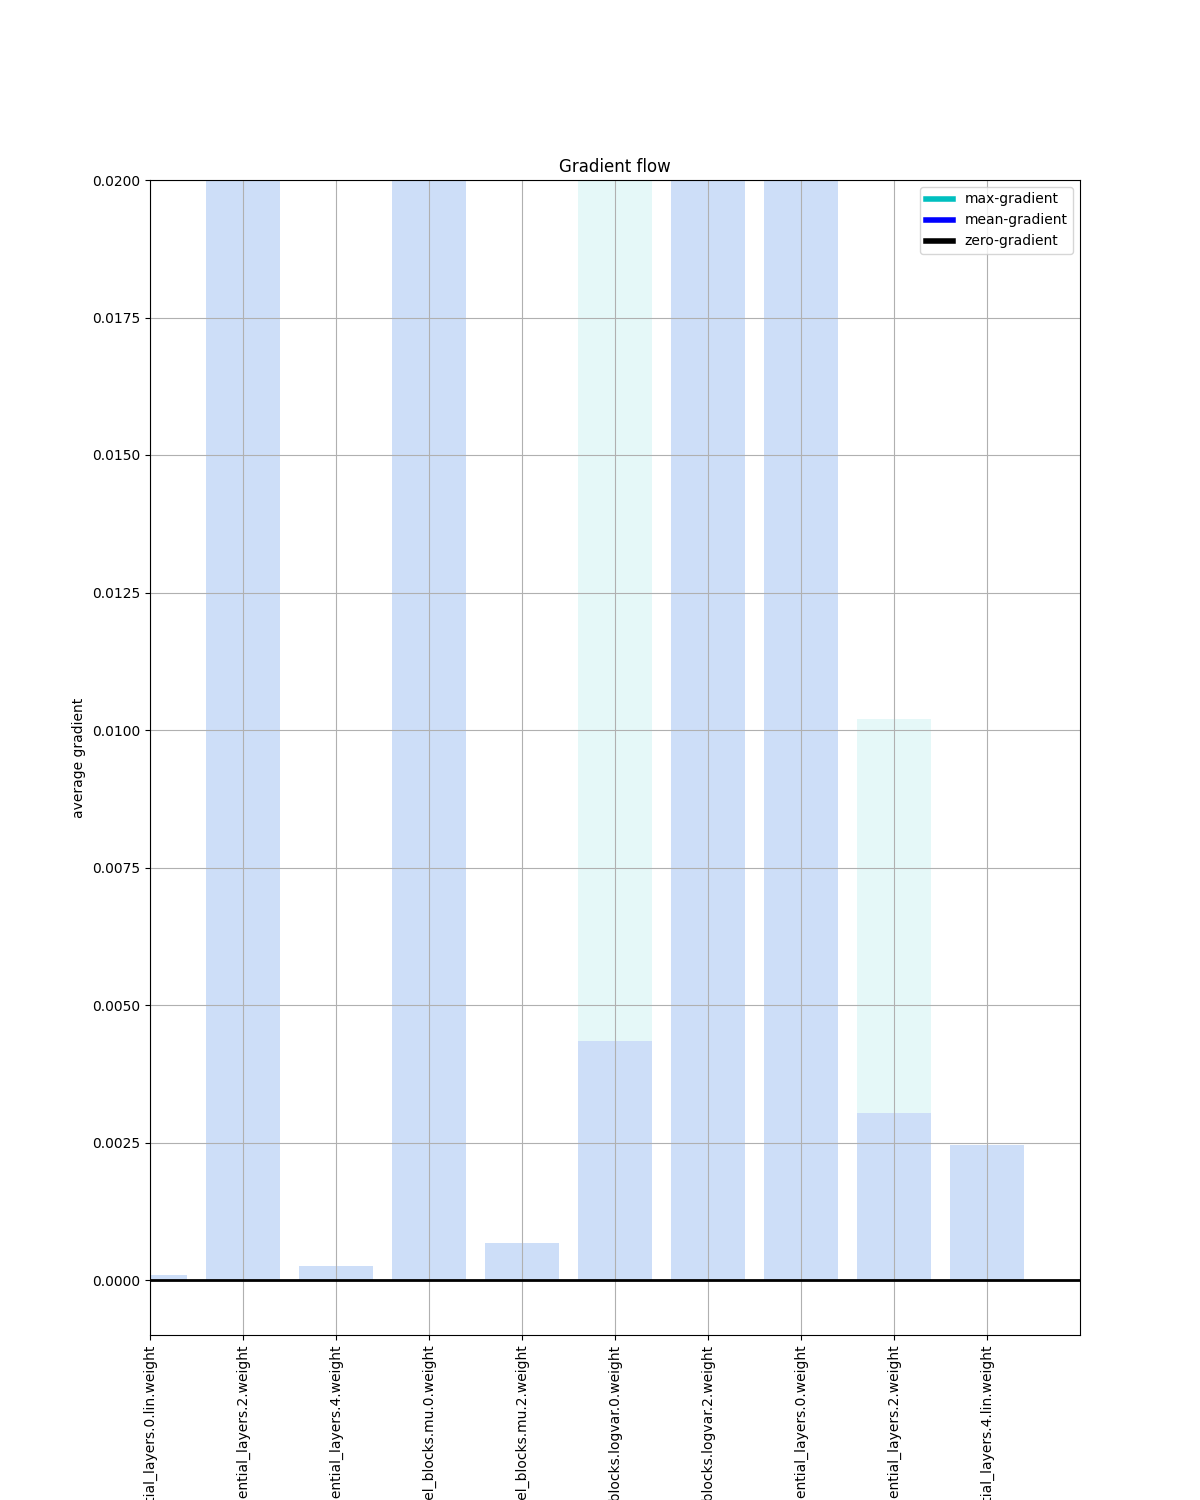 Gradient flow
max-gradient
mean-gradient
zero-gradient
0.0200
0.0175
0.0150
0.0125
0.0100
0.0075
0.0050
0.0025
0.0000
average gradient
tial_layers.0.lin.weight
ential_layers.2.weight
ential_layers.4.weight
el_blocks.mu.0.weight
el_blocks.mu.2.weight
blocks.logvar.0.weight
blocks.logvar.2.weight
ential_layers.0.weight
ential_layers.2.weight
tial_layers.4.lin.weight